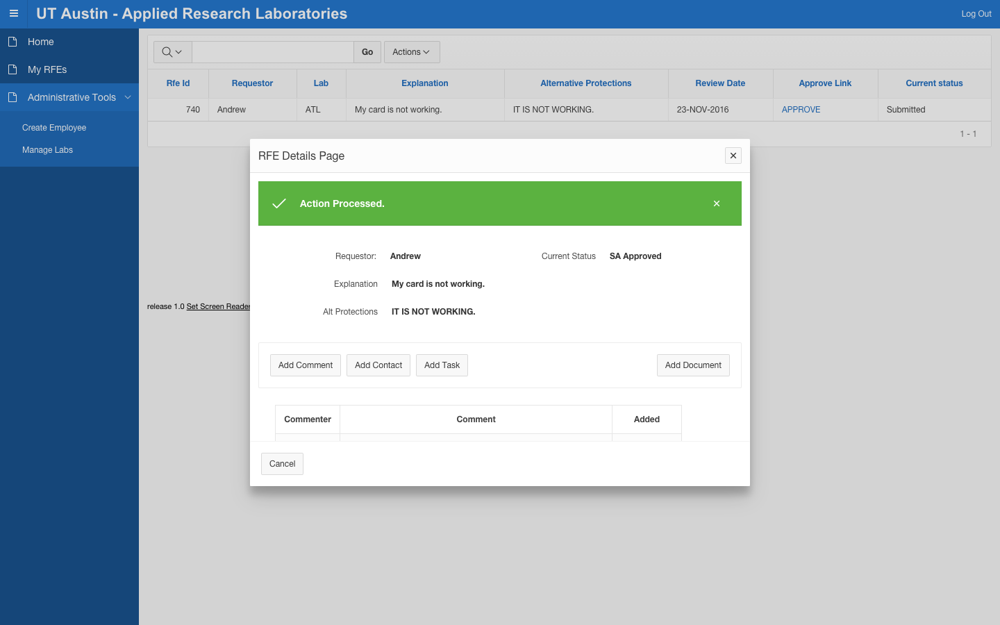 UT Austin - Applied Research Laboratories
Log Out
Home
My RFEs
Administrative Tools
Create Employee
Manage Labs
Go
Actions
Rfe Id Requestor Lab Explanation Alternative Protections Review Date Approve Link Current status
740 Andrew ATL My card is not working. IT IS NOT WORKING. 23-NOV-2016 APPROVE Submitted
1 - 1
RFE Details Page
Action Processed.
Requestor: Andrew Current Status SA Approved
Explanation My card is not working.
release 1.0 Set Screen Reader
Alt Protections IT IS NOT WORKING.
Add Comment Add Contact Add Task Add Document
Commenter Comment Added
Cancel